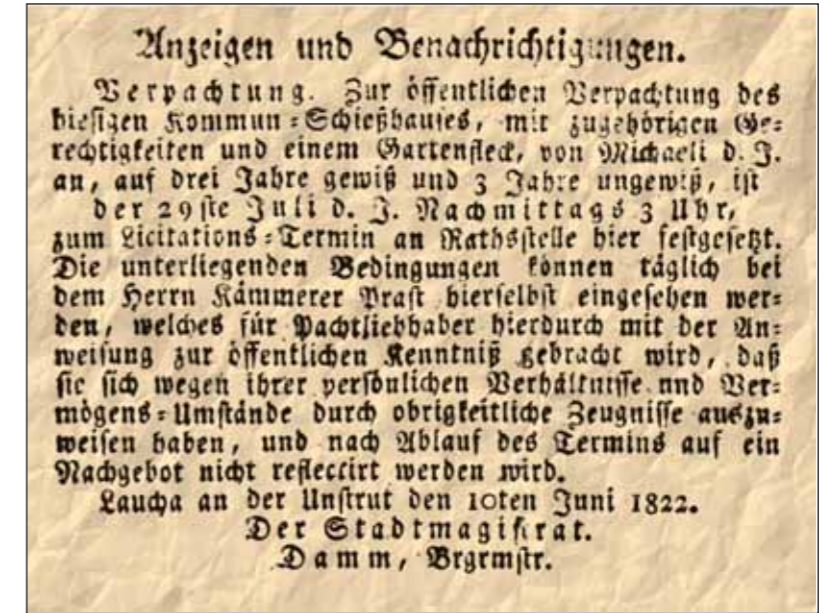 Anzeigen und Benachrichtigungen.
Verpachtung. Zur öffentlichen Verpachtung des
hiesigen Kommun-Schießhauses, mit zugehörigen Ge-
rechtigkeiten und einem Gartenfleck, von Michaeli d. J.
an, auf drei Jahre gewiß und 3 Jahre ungewiß, ist
der 29ste Juli d. J. Nachmittags 3 Uhr,
zum Licitations-Termin an Rathsstelle hier festgesetzt.
Die unterliegenden Bedingungen können täglich bei
dem Herrn Kämmerer Prast hierselbst eingesehen wer-
den, welches für Pachtliebhaber hierdurch mit der An-
weisung zur öffentlichen Kenntniß gebracht wird, daß
sie sich wegen ihrer persönlichen Verhältnisse und Ver-
mögens-Umstände durch obrigkeitliche Zeugnisse auszu-
weisen haben, und nach Ablauf des Termins auf ein
Nachgebot nicht reflectirt werden wird.
Laucha an der Unstrut den 10ten Juni 1822.
Der Stadtmagistrat.
Damm, Brgrmstr.